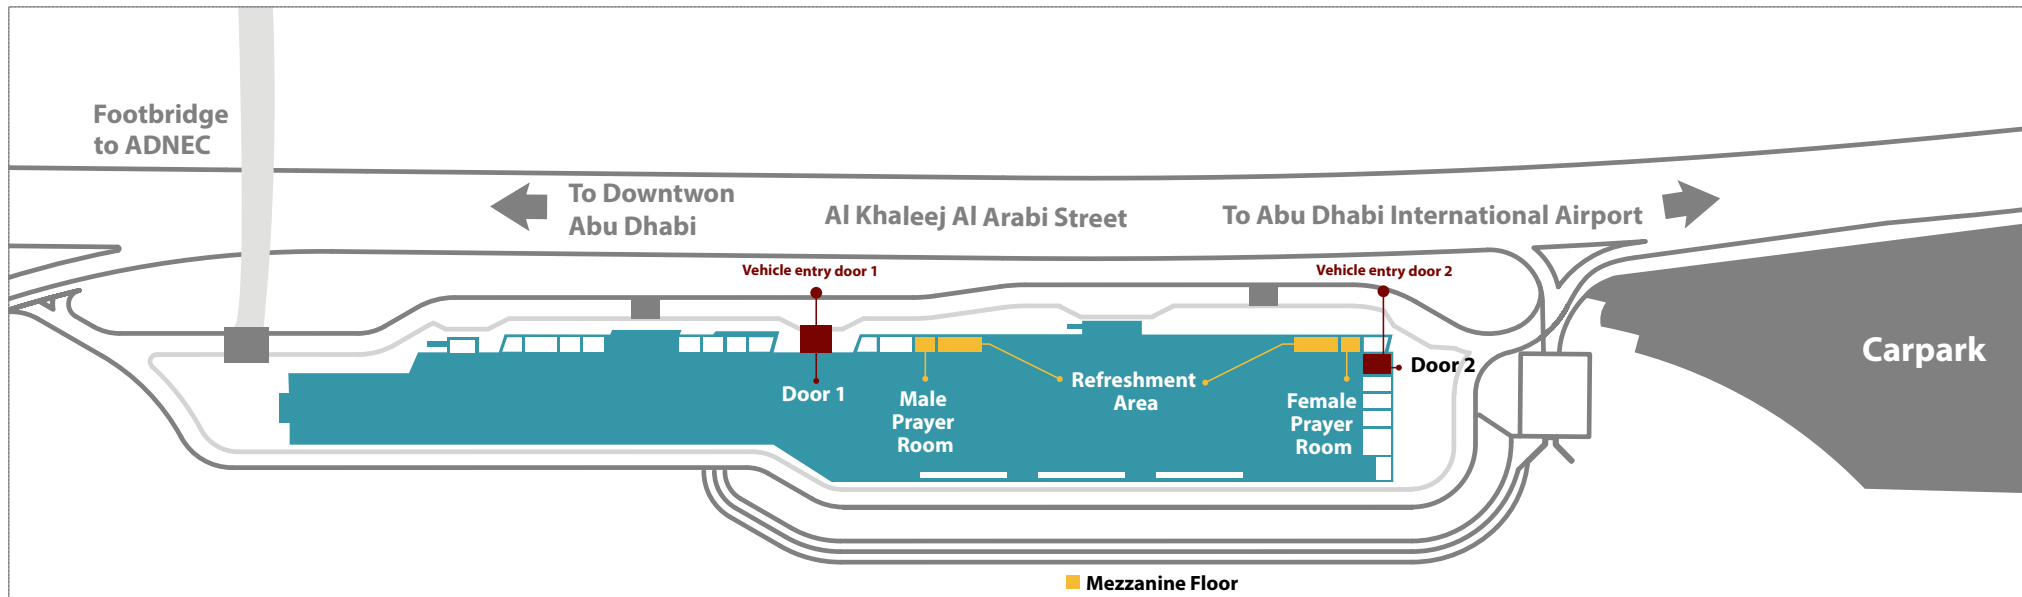 Footbridge
to ADNEC
To Downtwon
Abu Dhabi
Al Khaleej Al Arabi Street
To Abu Dhabi International Airport
Vehicle entry door 1
Vehicle entry door 2
Carpark
Door 1
Male
Prayer
Room
Refreshment
Area
Female
Prayer
Room
Door 2
Mezzanine Floor